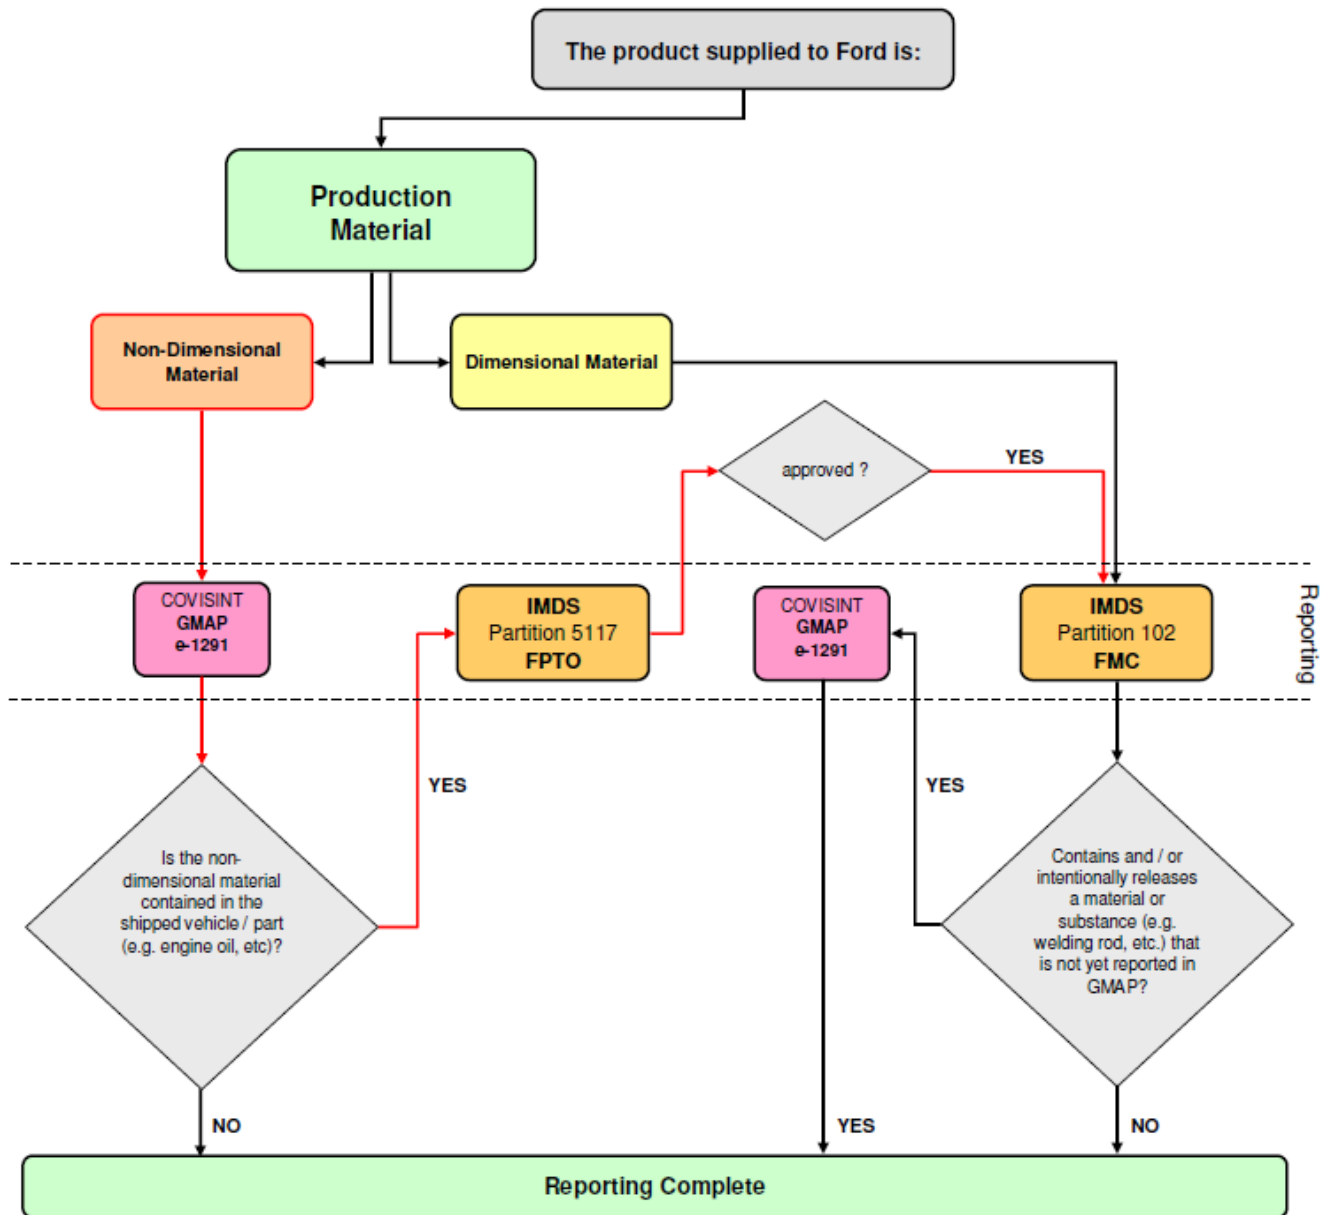 The product supplied to Ford is:
Production
Material
Non-Dimensional
Material
Dimensional Material
approved ?
YES
COVISINT
GMAP
e-1291
IMDS
Partition 5117
FPTO
COVISINT
GMAP
e-1291
IMDS
Partition 102
FMC
Reporting
YES
YES
Is the non-
dimensional material
contained in the
shipped vehicle / part
(e.g. engine oil, etc)?
Contains and / or
intentionally releases
a material or
substance (e.g.
welding rod, etc.) that
is not yet reported in
GMAP?
NO
YES
NO
Reporting Complete